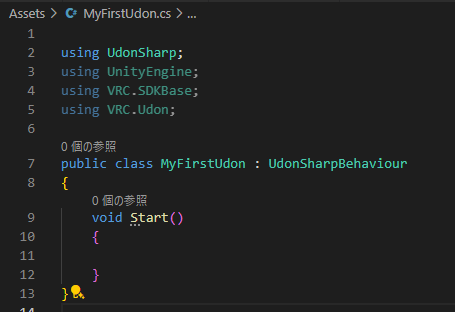 Assets > MyFirstUdon.cs > ...
1
2 using UdonSharp;
3 using UnityEngine;
4 using VRC.SDKBase;
5 using VRC.Udon;
6
0 個の参照
7 public class MyFirstUdon : UdonSharpBehaviour
8 {
0 個の参照
9 void Start()
10 {
11
12 }
13 }
14